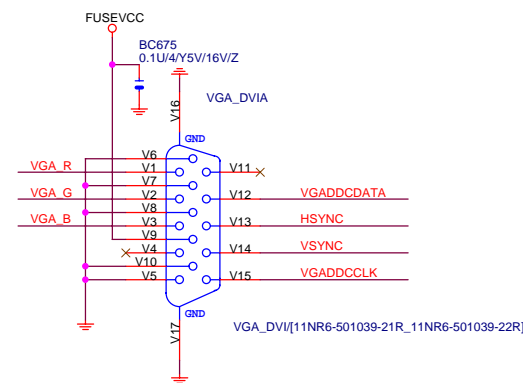 FUSEVCC
BC675
0.1U/4/Y5V/16V/Z
V16
VGA_DVIA
GND
V6
VGA_R V1 V11
V7
VGA_G V2 V12 VGADDCDATA
V8
VGA_B V3 V13 HSYNC
V9
V4 V14 VSYNC
V10
V5 V15 VGADDCCLK
GND
V17
VGA_DVI/[11NR6-501039-21R_11NR6-501039-22R]